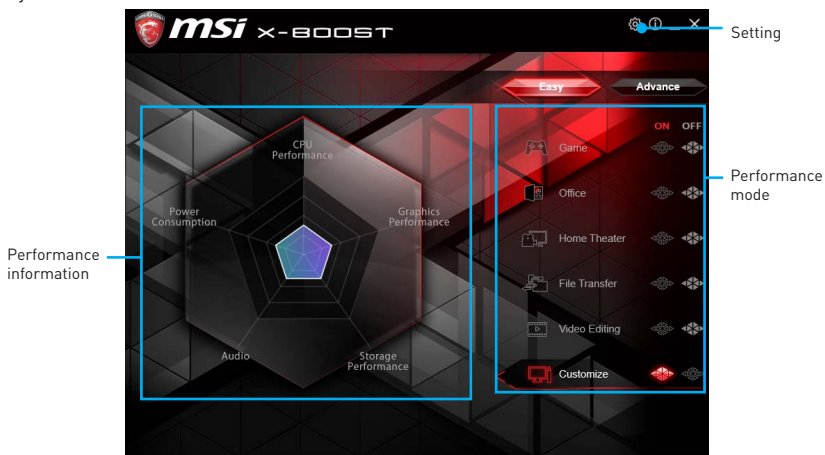 msi X-BOOST
Setting
Easy
Advance
ON OFF
CPU
Performance
Game
Power
Consumption
Graphics
Performance
Office
Performance
mode
Home Theater
Performance
information
File Transfer
Video Editing
Audio
Storage
Performance
Customize